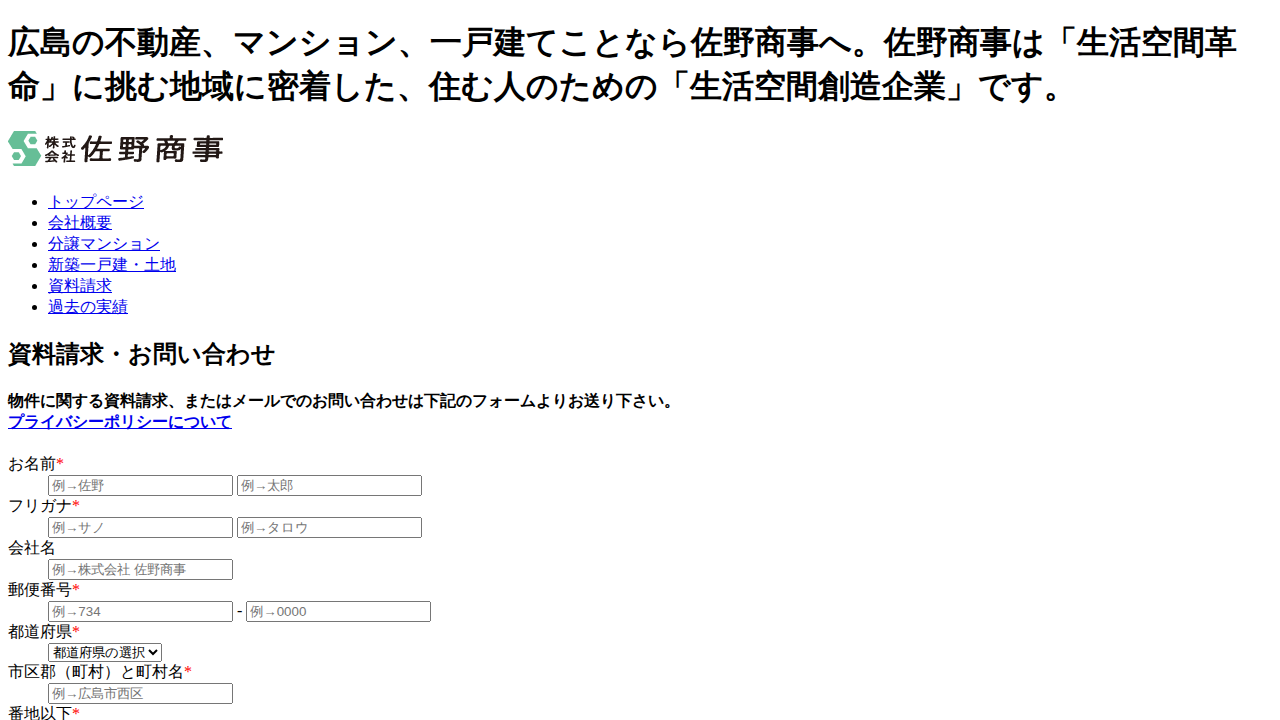 広島の不動産、マンション、一戸建てことなら佐野商事へ。佐野商事は「生活空間革
命」に挑む地域に密着した、住む人のための「生活空間創造企業」です。
株式会社 佐野商事
トップページ
会社概要
分譲マンション
新築一戸建・土地
資料請求
過去の実績
資料請求・お問い合わせ
物件に関する資料請求、またはメールでのお問い合わせは下記のフォームよりお送り下さい。
プライバシーポリシーについて
お名前*
例→佐野 例→太郎
フリガナ*
例→サノ 例→タロウ
会社名
例→株式会社 佐野商事
郵便番号*
例→734 - 例→0000
都道府県*
都道府県の選択
市区郡（町村）と町村名*
例→広島市西区
番地以下*